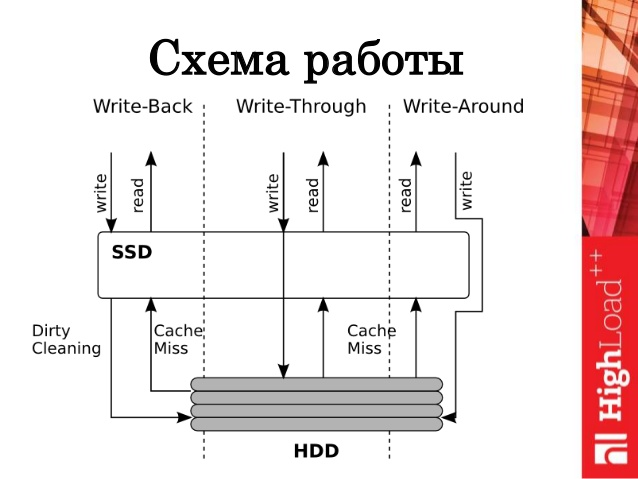 Схема работы
Write-Back
Write-Through
Write-Around
write
read
write
read
read
write
SSD
Dirty
Cleaning
Cache
Miss
Cache
Miss
HDD
HighLoad++